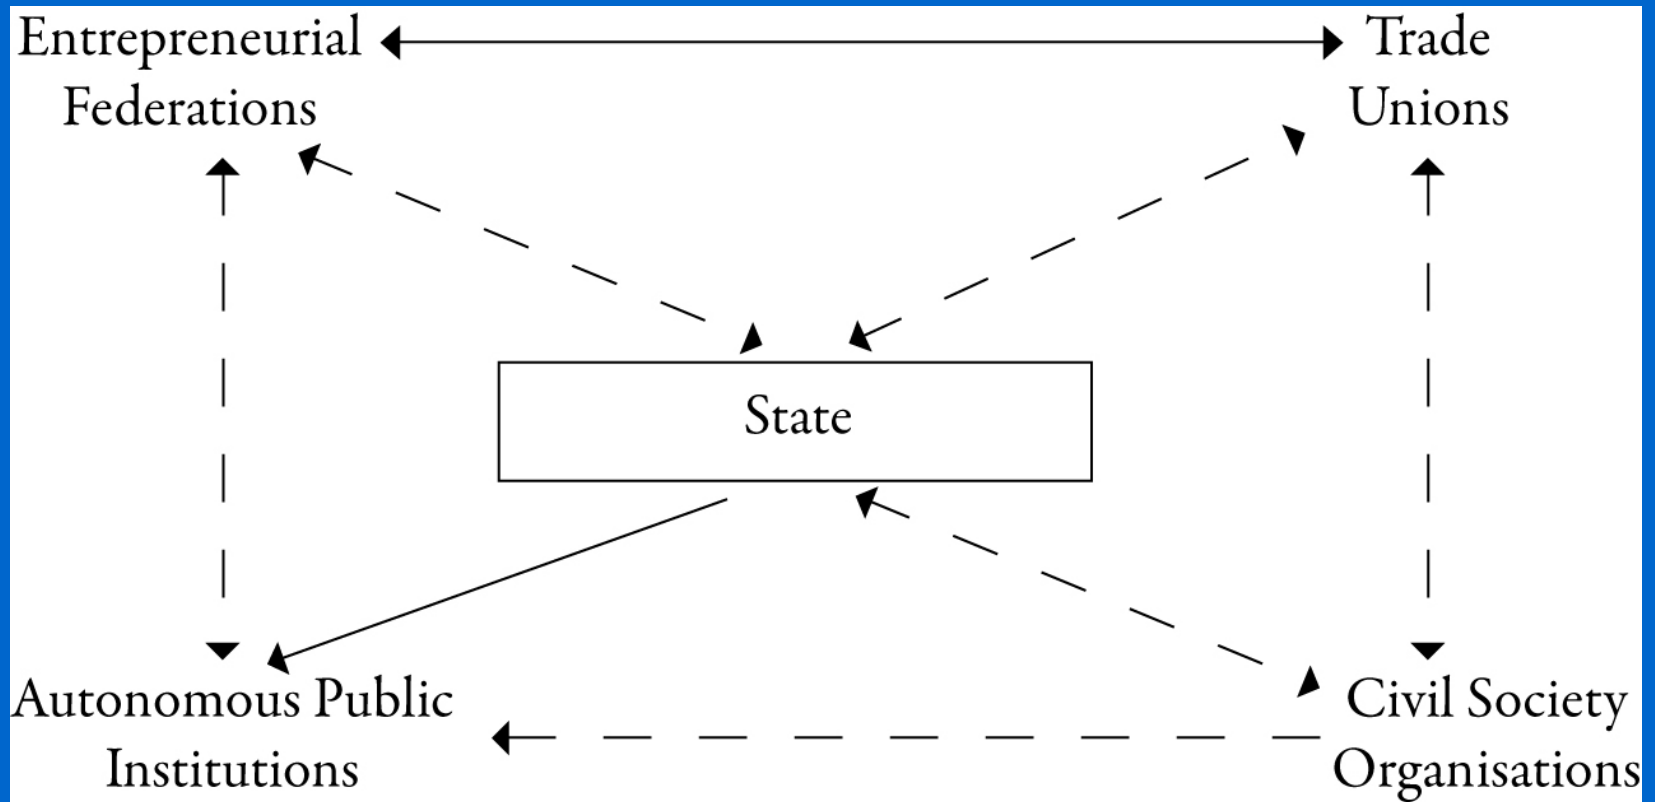 Entrepreneurial
Federations
Trade
Unions
State
Autonomous Public
Institutions
Civil Society
Organisations